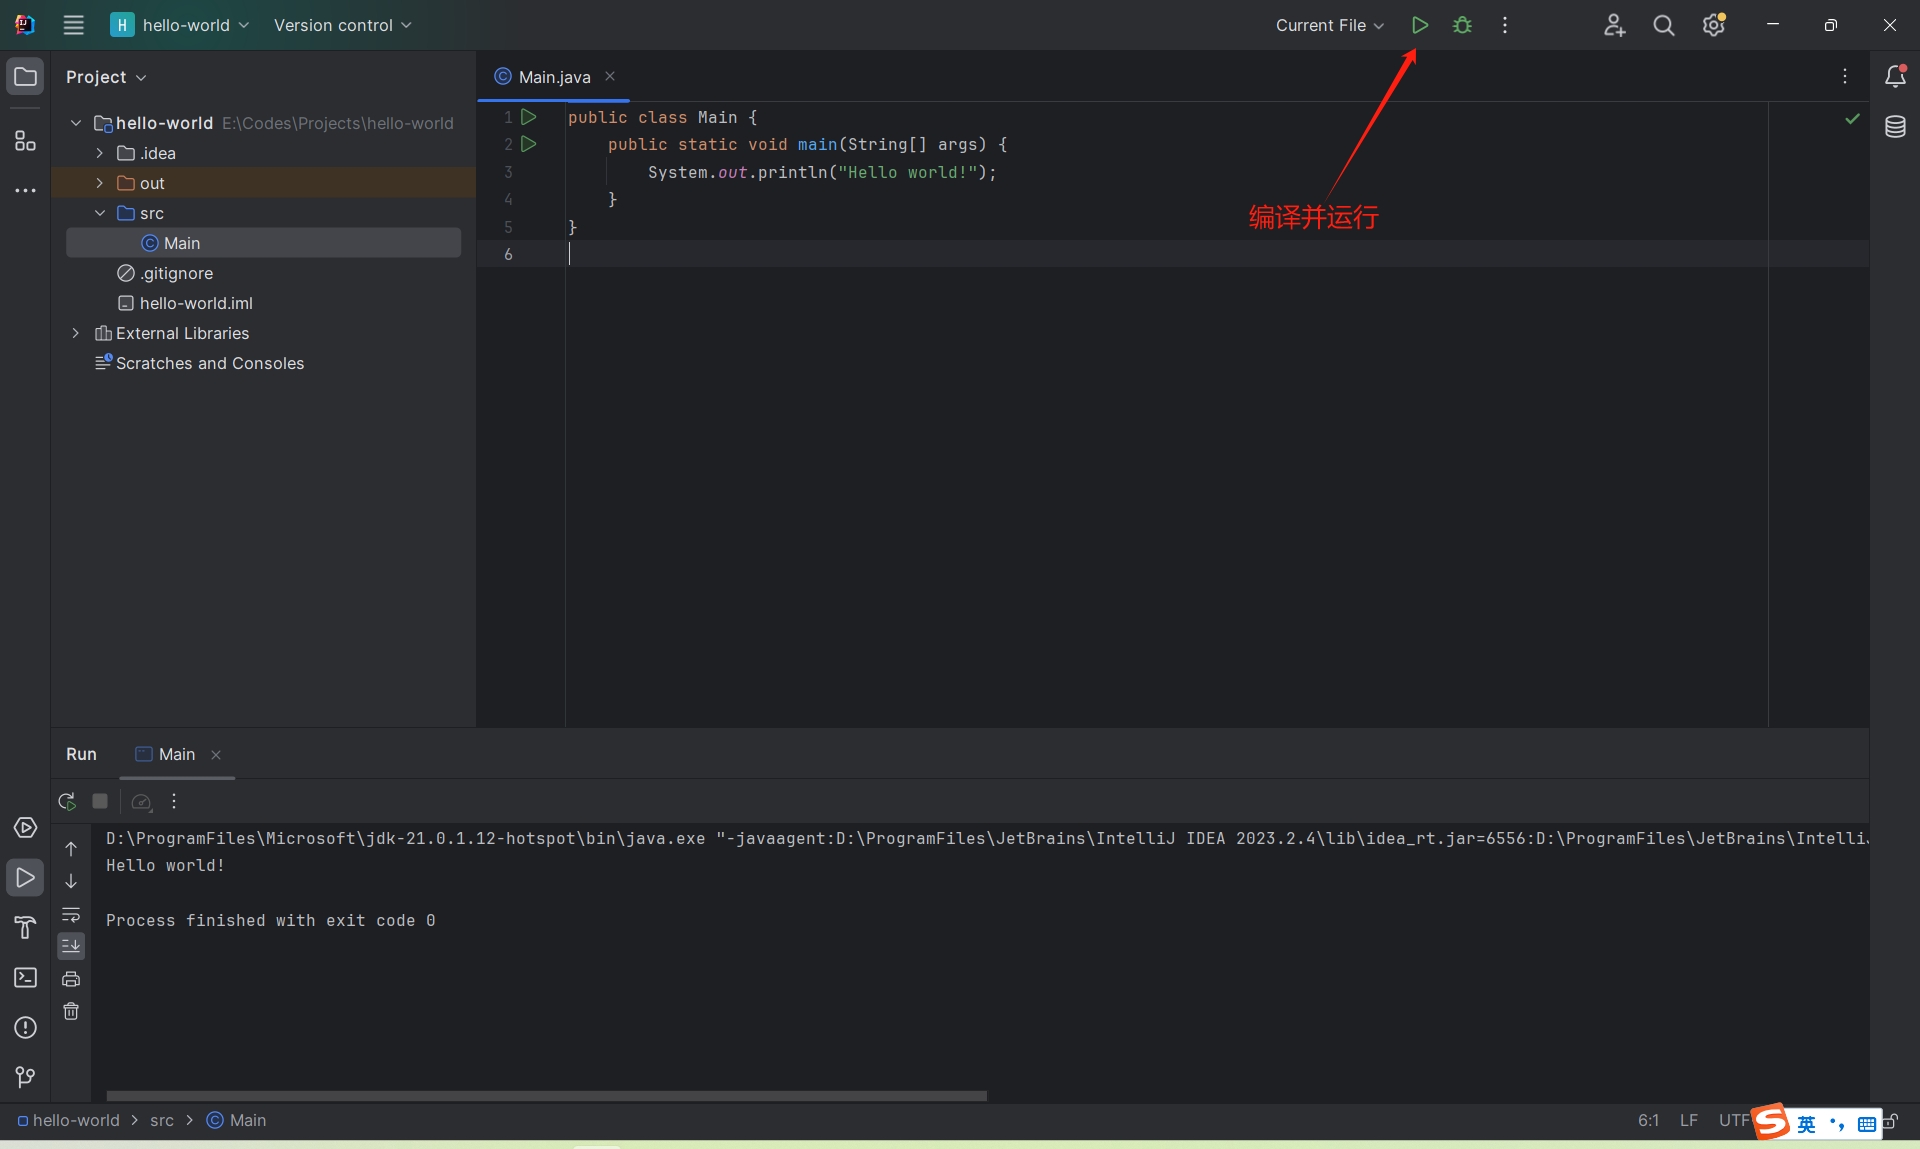 H hello-world Version control Current File
Project
Main.java
hello-world E:\Codes\Projects\hello-world
.idea
out
src
Main
.gitignore
hello-world.iml
External Libraries
Scratches and Consoles
1 public class Main {
2 public static void main(String[] args) {
3 System.out.println("Hello world!");
4 }
5 }
6
编译并运行
Run Main
D:\ProgramFiles\Microsoft\jdk-21.0.1.12-hotspot\bin\java.exe "-javaagent:D:\ProgramFiles\JetBrains\IntelliJ IDEA 2023.2.4\lib\idea_rt.jar=6556:D:\ProgramFiles\JetBrains\Intelli
Hello world!
Process finished with exit code 0
hello-world > src > Main
6:1 LF UTF
S 英